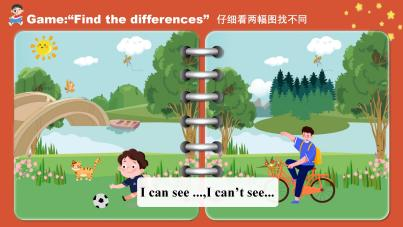 Game:“Find the differences” 仔细看两幅图找不同
I can see ...,I can’t see...